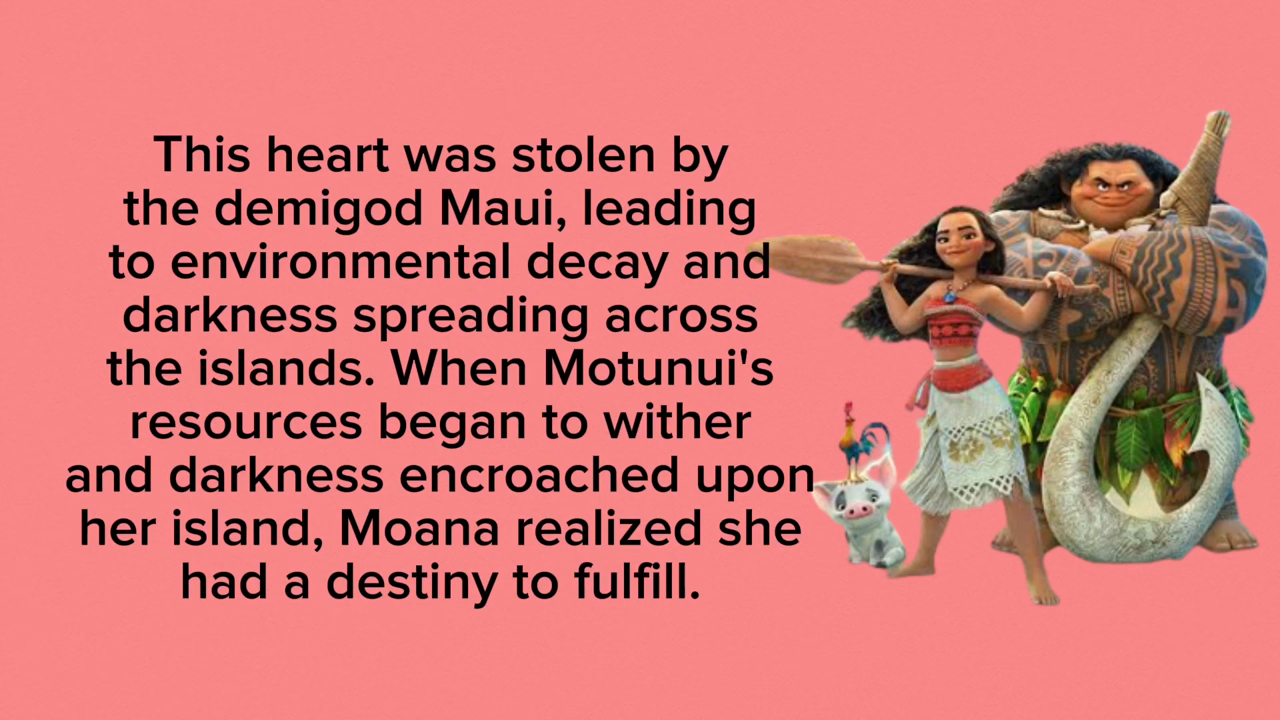 This heart was stolen by
the demigod Maui, leading
to environmental decay and
darkness spreading across
the islands. When Motunui's
resources began to wither
and darkness encroached upon
her island, Moana realized she
had a destiny to fulfill.